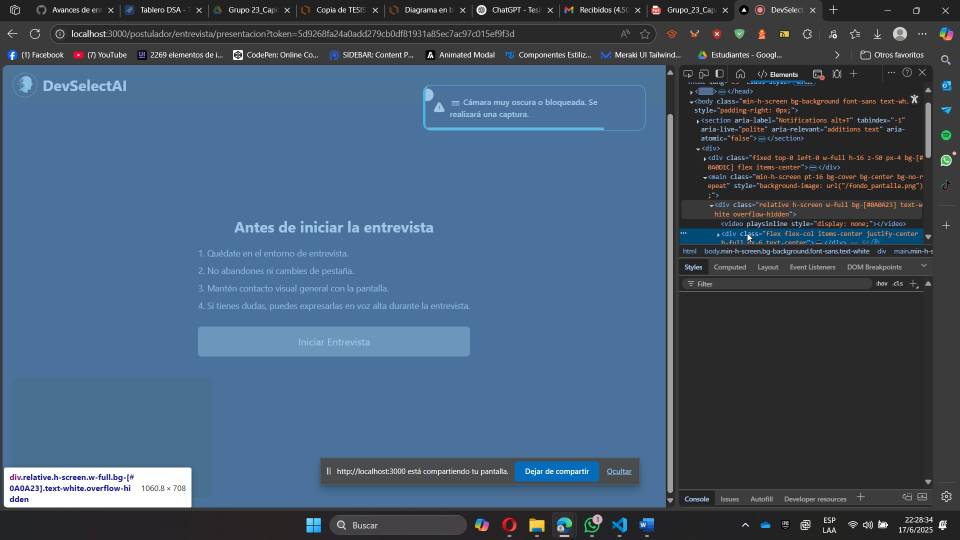 Avances de en
Tablero DSA - T
Grupo 23_Capí
Copia de TESIS
Diagrama en b
ChatGPT - Tesi
Recibidos (4.50
Grupo_23_Capí
DevSelect
localhost:3000/postulador/entrevista/presentacion?token=5d9268fa24a0add279cb0df81931a85ec7ac97c015ef9f3d
(1) Facebook
(7) YouTube
2269 elementos de i...
CodePen: Online Co...
SIDEBAR: Content P...
Animated Modal
Componentes Estiliz...
Meraki UI Tailwind...
Estudiantes - Googl...
Otros favoritos
DevSelectAI
Cámara muy oscura o bloqueada. Se
realizará una captura.
Antes de iniciar la entrevista
1. Quédate en el entorno de entrevista.
2. No abandones ni cambies de pestaña.
3. Mantén contacto visual general con la pantalla.
4. Si tienes dudas, puedes expresarlas en voz alta durante la entrevista.
Iniciar Entrevista
http://localhost:3000 está compartiendo tu pantalla.
Dejar de compartir
Ocultar
div.relative.h-screen.w-full.bg-[#
0A0A23].text-white.overflow-hi
dden
1060.8 × 708
Elements
</head>
<body class="min-h-screen bg-background font-sans text-wh…
style="padding-right: 0px;">
<section aria-label="Notifications alt+T" tabindex="-1"
aria-live="polite" aria-relevant="additions text" aria-
atomic="false"></section>
<div>
<div class="fixed top-0 left-0 w-full h-16 z-50 px-4 bg-[#
0A0D1C] flex items-center"></div>
<main class="min-h-screen pt-16 bg-cover bg-center bg-no-r
epeat" style="background-image: url("/fondo_pantalla.png")
;">
<div class="relative h-screen w-full bg-[#0A0A23] text-w
hite overflow-hidden">
<video playsinline style="display: none;"></video>
<div class="flex flex-col items-center justify-center
h-full px-6 text-center"></div>
html
body.min-h-screen.bg-background.font-sans.text-white
div
main.min-h-s
Styles
Computed
Layout
Event Listeners
DOM Breakpoints
Filter
:hov
.cls
Console
Issues
Autofill
Developer resources
Buscar
1
ESP
LAA
22:28:34
17/6/2025